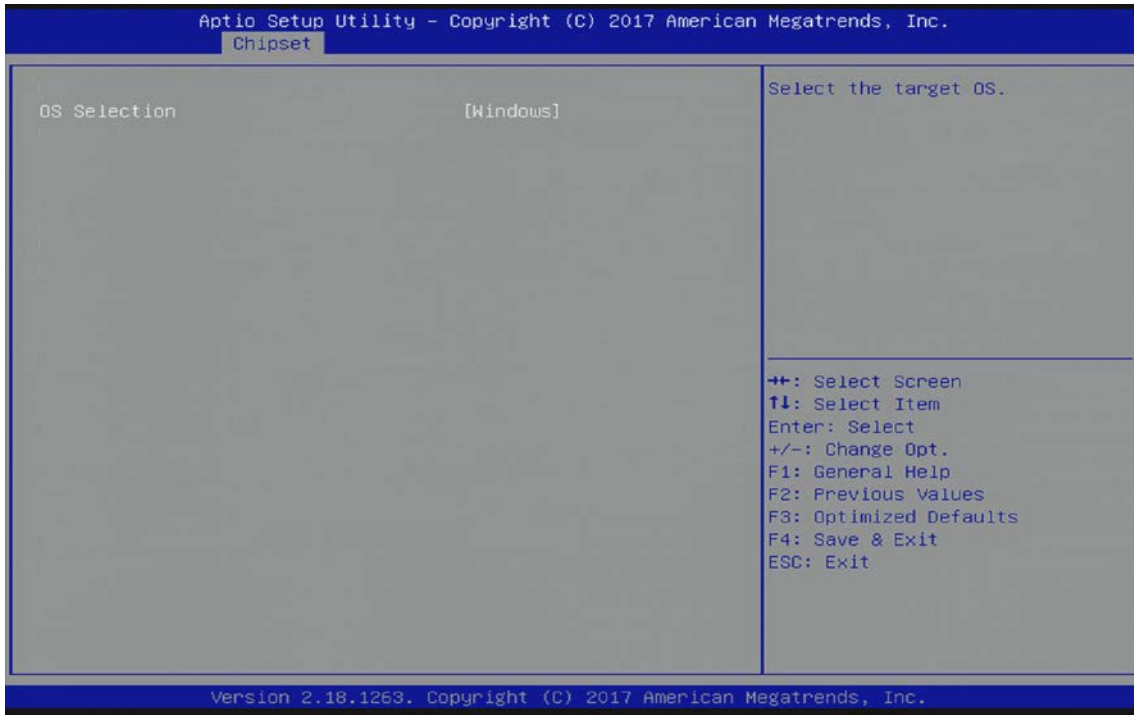 Aptio Setup Utility – Copyright (C) 2017 American Megatrends, Inc.
Chipset
OS Selection [Windows]
Select the target OS.
→←: Select Screen
↑↓: Select Item
Enter: Select
+/-: Change Opt.
F1: General Help
F2: Previous Values
F3: Optimized Defaults
F4: Save & Exit
ESC: Exit
Version 2.18.1263. Copyright (C) 2017 American Megatrends, Inc.